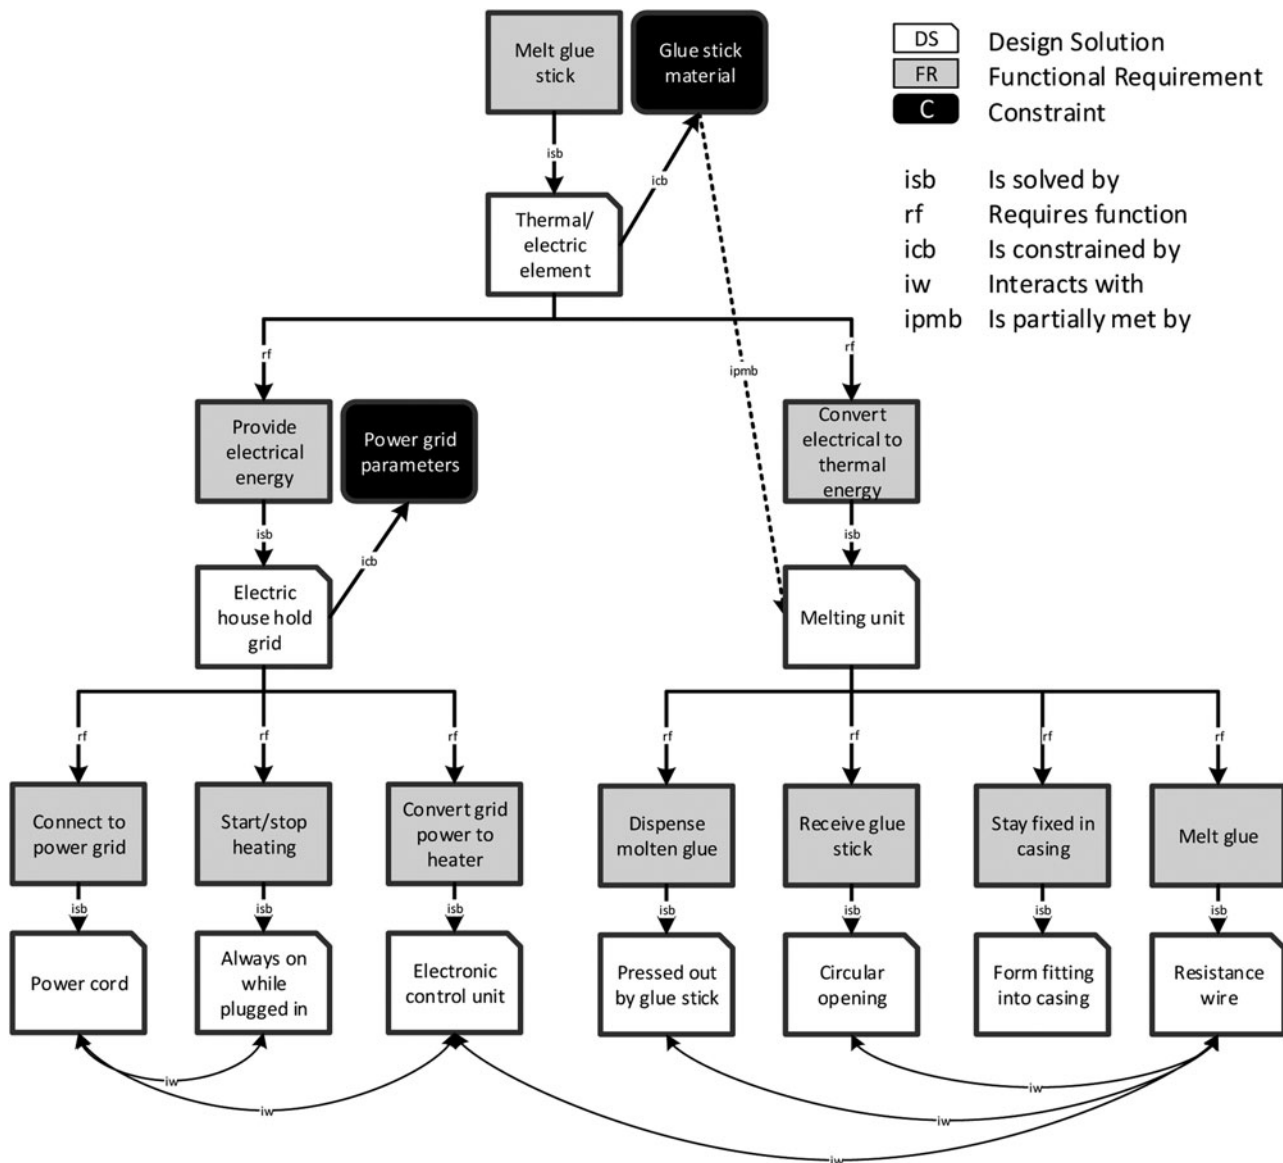 Melt glue
stick
Glue stick
material
DS
Design Solution
FR
Functional Requirement
C
Constraint
isb
icb
isb Is solved by
rf Requires function
icb Is constrained by
iw Interacts with
ipmb Is partially met by
Thermal/
electric
element
rf
rf
ipmb
Provide
electrical
energy
Power grid
parameters
Convert
electrical to
thermal
energy
isb
icb
isb
Electric
house hold
grid
Melting unit
rf
rf
rf
rf
rf
rf
rf
Connect to
power grid
Start/stop
heating
Convert grid
power to
heater
Dispense
molten glue
Receive glue
stick
Stay fixed in
casing
Melt glue
isb
isb
isb
isb
isb
isb
isb
Power cord
Always on
while
plugged in
Electronic
control unit
Pressed out
by glue stick
Circular
opening
Form fitting
into casing
Resistance
wire
iw
iw
iw
iw
iw